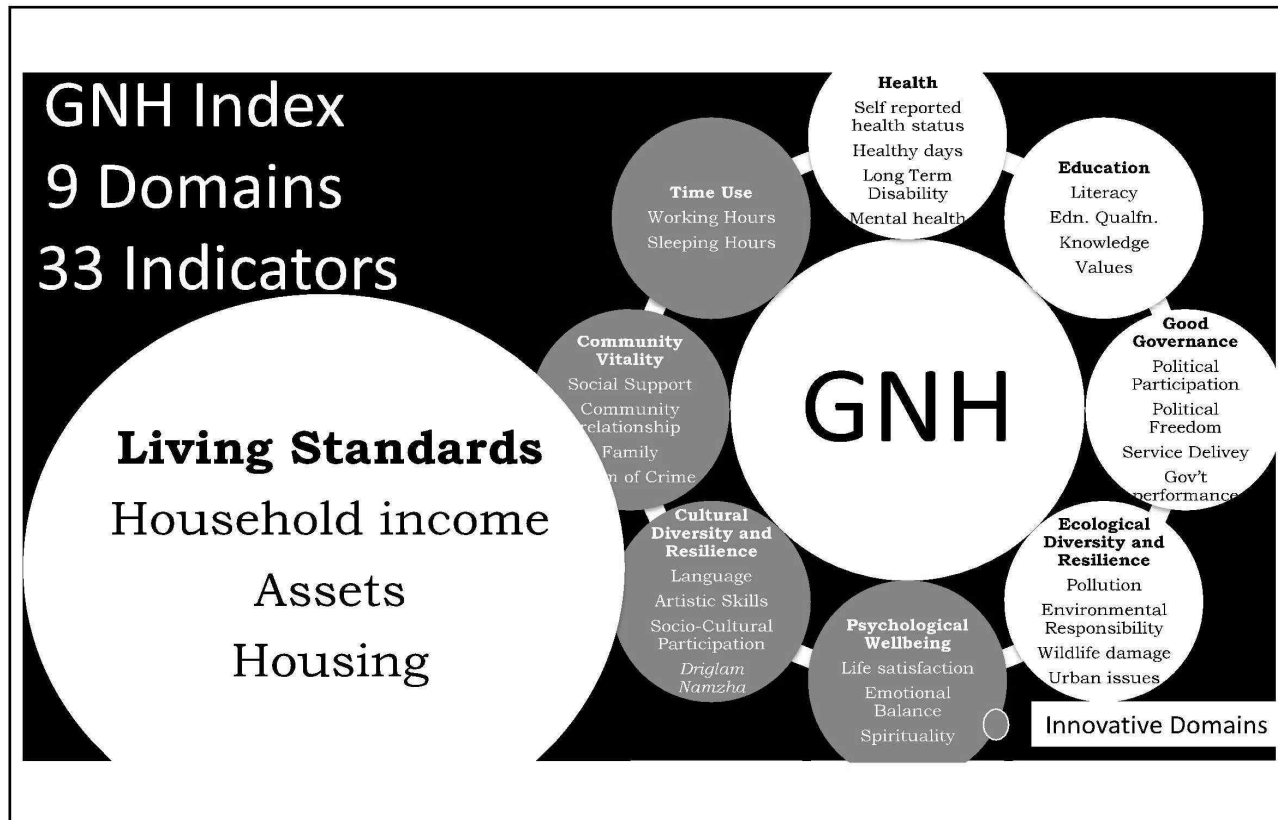 GNH Index
9 Domains
33 Indicators
Living Standards
Household income
Assets
Housing
GNH
Health
Self reported
health status
Healthy days
Long Term
Disability
Mental health
Education
Literacy
Edn. Qualfn.
Knowledge
Values
Good
Governance
Political
Participation
Political
Freedom
Service Delivey
Gov't
performance
Ecological
Diversity and
Resilience
Pollution
Environmental
Responsibility
Wildlife damage
Urban issues
Psychological
Wellbeing
Life satisfaction
Emotional
Balance
Spirituality
Cultural
Diversity and
Resilience
Language
Artistic Skills
Socio-Cultural
Participation
Driglam
Namzha
Community
Vitality
Social Support
Community
relationship
Family
of Crime
Time Use
Working Hours
Sleeping Hours
Innovative Domains